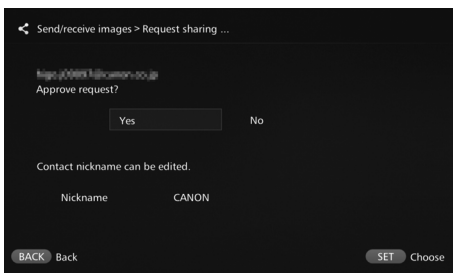 Send/receive images > Request sharing ...
Approve request?
Yes No
Contact nickname can be edited.
Nickname CANON
BACK Back SET Choose